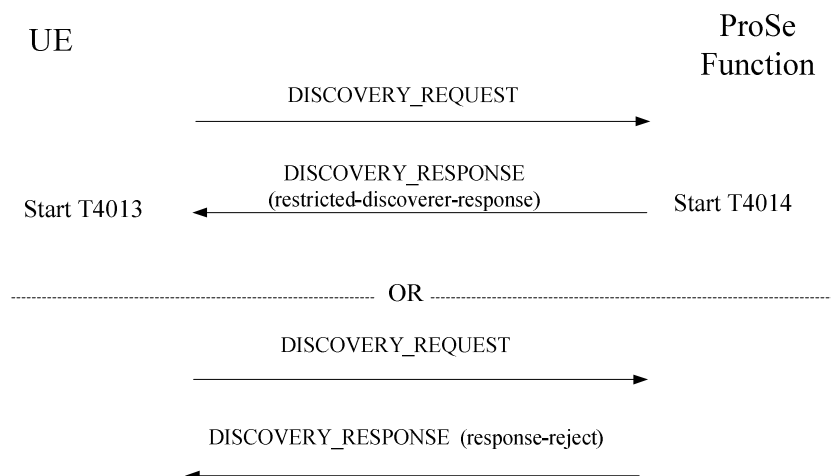 UE
ProSe
Function
DISCOVERY_REQUEST
DISCOVERY_RESPONSE
(restricted-discoverer-response)
Start T4013
Start T4014
OR
DISCOVERY_REQUEST
DISCOVERY_RESPONSE (response-reject)